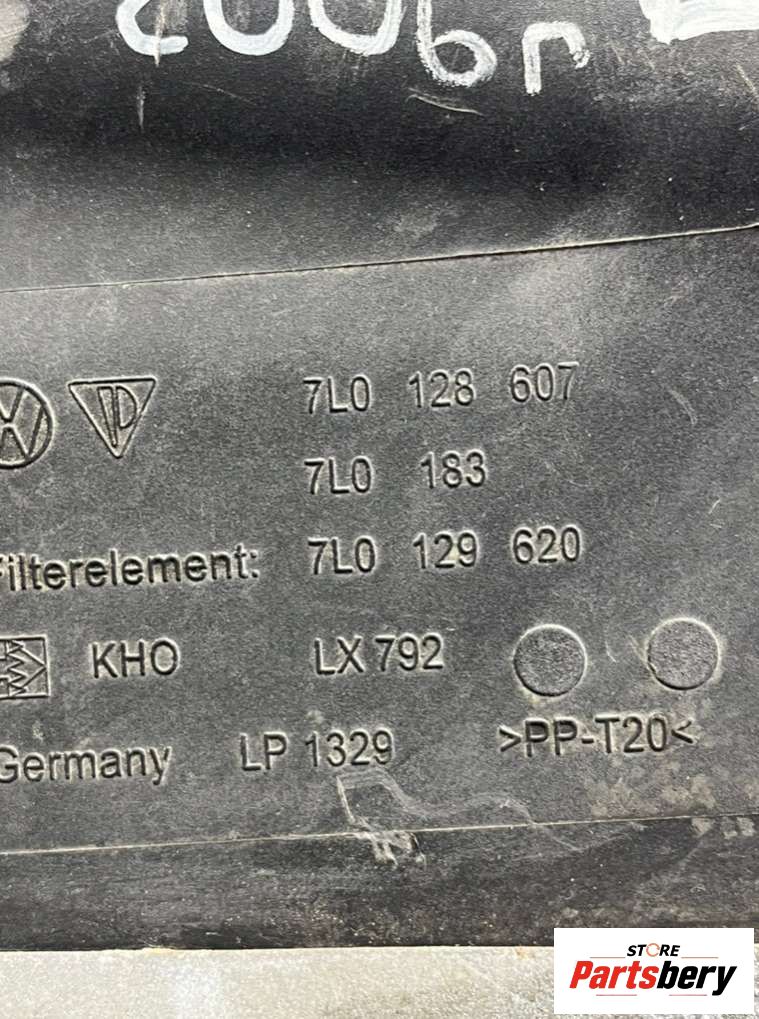 2006г
7L0 128 607
7L0 183
Filterelement: 7L0 129 620
KHO LX 792
Germany LP 1329 >PP-T20<
STORE
Partsbery